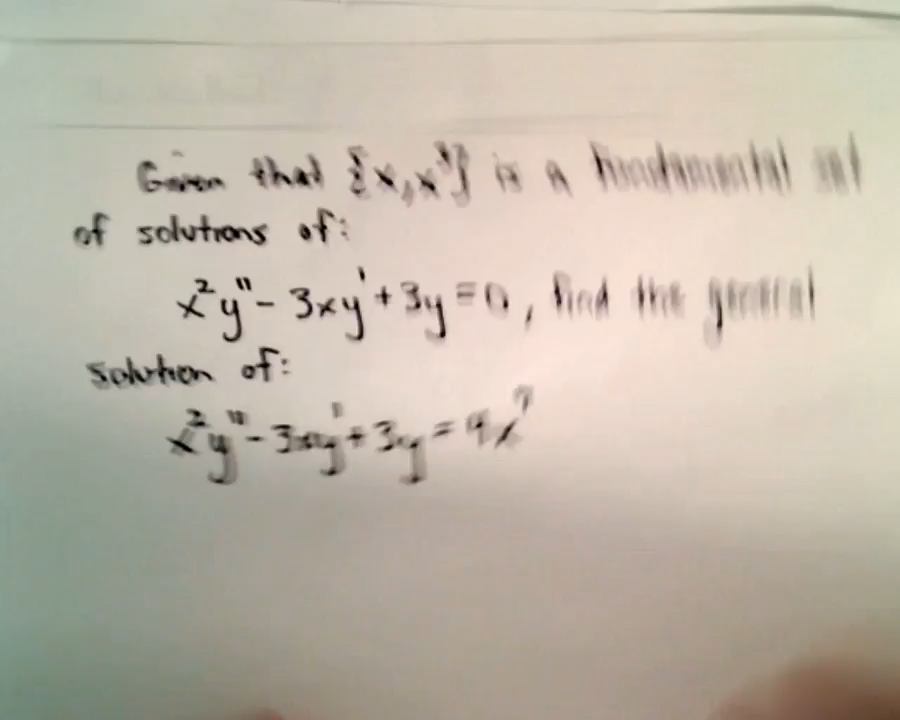 Given that {x, x³} is a fundamental set
of solutions of:
x²y" - 3xy' + 3y = 0, find the general
solution of:
x²y" - 3xy' + 3y =